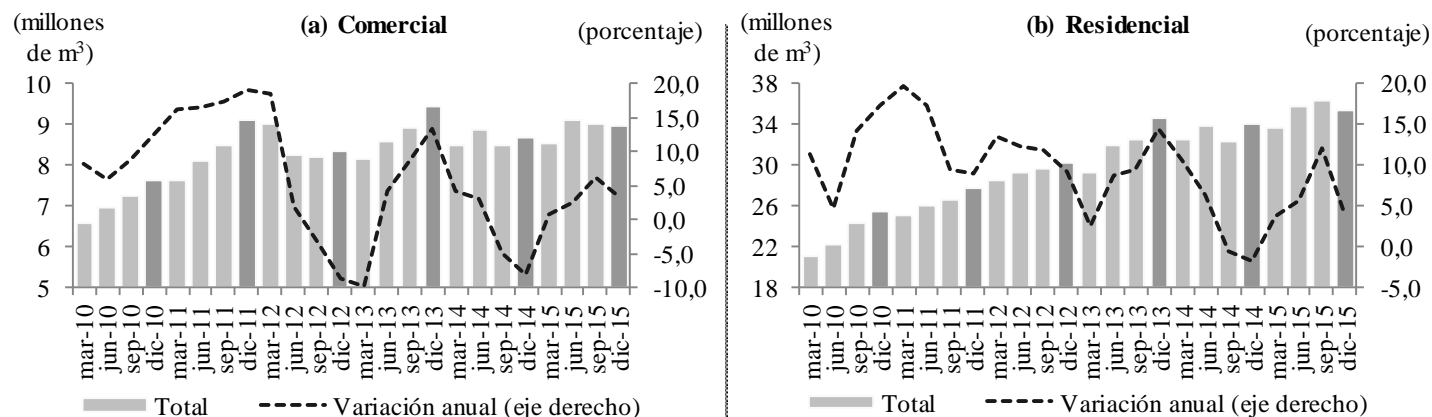 (millones de m³)
(a) Comercial
(porcentaje)
10
9
8
7
6
5
20,0
15,0
10,0
5,0
0,0
-5,0
-10,0
mar-10
jun-10
sep-10
dic-10
mar-11
jun-11
sep-11
dic-11
mar-12
jun-12
sep-12
dic-12
mar-13
jun-13
sep-13
dic-13
mar-14
jun-14
sep-14
dic-14
mar-15
jun-15
sep-15
dic-15
Total
Variación anual (eje derecho)
(millones de m³)
(b) Residencial
(porcentaje)
38
34
30
26
22
18
20,0
15,0
10,0
5,0
0,0
-5,0
mar-10
jun-10
sep-10
dic-10
mar-11
jun-11
sep-11
dic-11
mar-12
jun-12
sep-12
dic-12
mar-13
jun-13
sep-13
dic-13
mar-14
jun-14
sep-14
dic-14
mar-15
jun-15
sep-15
dic-15
Total
Variación anual (eje derecho)